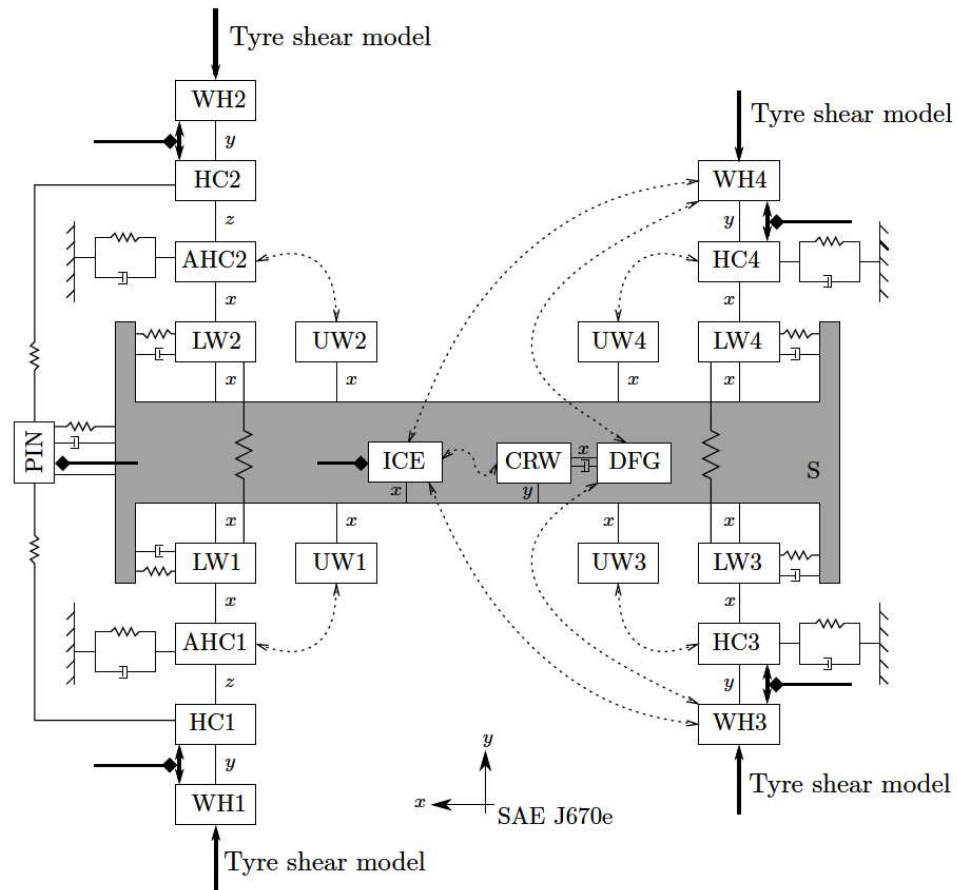 Tyre shear model
WH2
y
Tyre shear model
HC2
WH4
z
y
AHC2
HC4
x
x
LW2
UW2
UW4
LW4
x
x
x
x
PIN
ICE
CRW
x
DFG
S
x
y
x
x
x
x
LW1
UW1
UW3
LW3
x
x
AHC1
HC3
z
y
HC1
WH3
y
y
Tyre shear model
WH1
x
SAE J670e
Tyre shear model